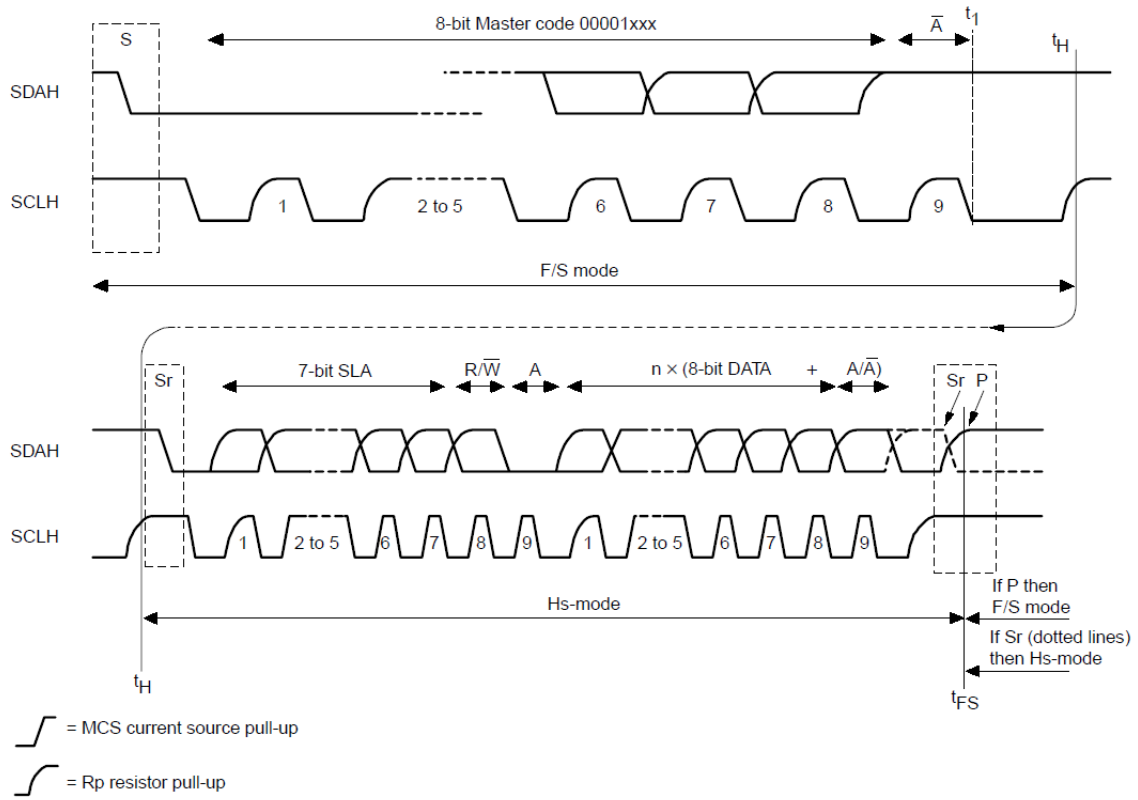 S
8-bit Master code 00001xxx
A̅
t1
tH
SDAH
SCLH
1
2 to 5
6
7
8
9
F/S mode
Sr
7-bit SLA
R/W̅
A
n × (8-bit DATA
+
A/A̅)
Sr
P
SDAH
SCLH
1
2 to 5
6
7
8
9
1
2 to 5
6
7
8
9
Hs-mode
If P then
F/S mode
If Sr (dotted lines)
then Hs-mode
tH
tFS
= MCS current source pull-up
= Rp resistor pull-up